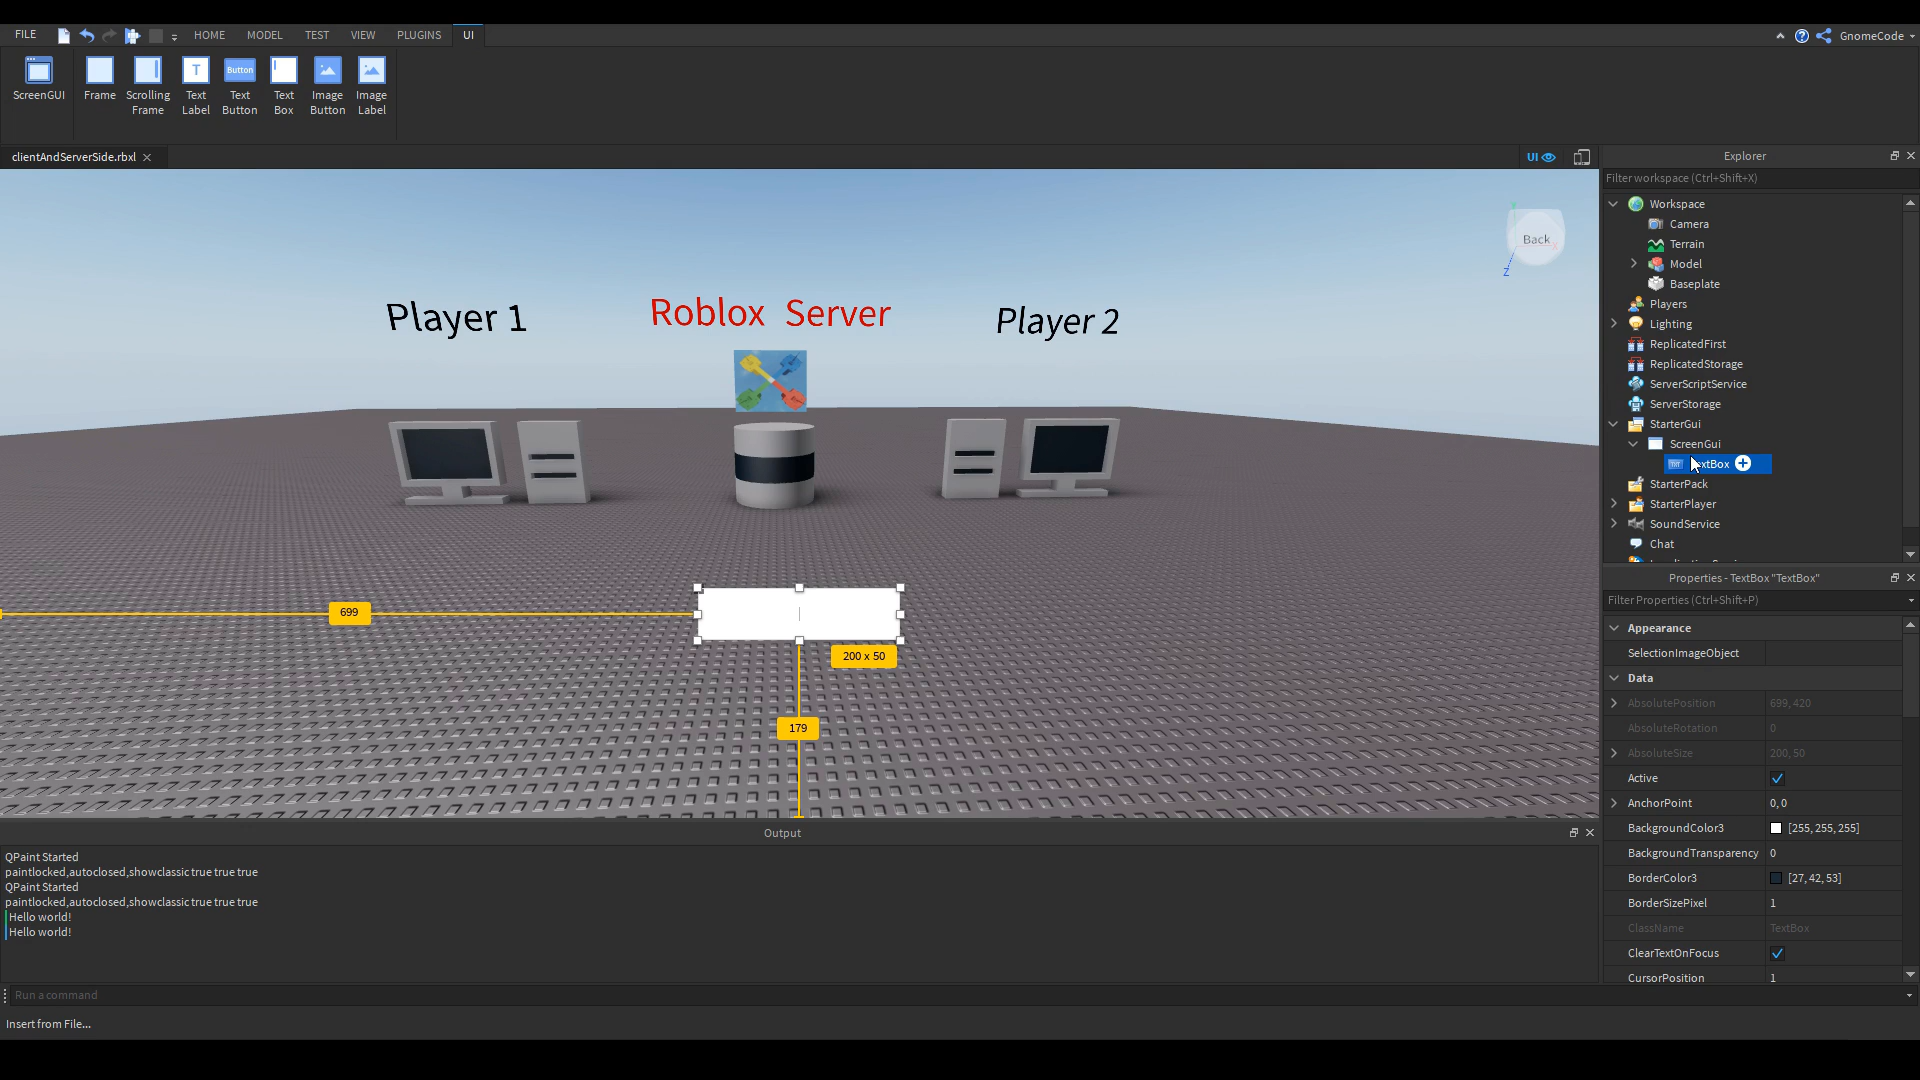 FILE
HOME
MODEL
TEST
VIEW
PLUGINS
UI
GnomeCode
ScreenGUI
Frame
Scrolling
Frame
T
Text
Label
Button
Text
Button
Text
Box
Image
Button
Image
Label
clientAndServerSide.rbxl
UI
Explorer
Filter workspace (Ctrl+Shift+X)
Workspace
Camera
Terrain
Model
Baseplate
Players
Lighting
ReplicatedFirst
ReplicatedStorage
ServerScriptService
ServerStorage
StarterGui
ScreenGui
StarterPack
StarterPlayer
SoundService
Chat
Back
Z
Player 1
Roblox Server
Player 2
699
200 x 50
179
Properties - TextBox "TextBox"
Filter Properties (Ctrl+Shift+P)
Appearance
SelectionImageObject
Data
AbsolutePosition 699, 420
AbsoluteRotation 0
AbsoluteSize 200, 50
Active
AnchorPoint 0, 0
BackgroundColor3 [255, 255, 255]
BackgroundTransparency 0
BorderColor3 [27, 42, 53]
BorderSizePixel 1
ClassName TextBox
ClearTextOnFocus
CursorPosition 1
Output
QPaint Started
paintlocked,autoclosed,showclassic true true true
QPaint Started
paintlocked,autoclosed,showclassic true true true
Hello world!
Hello world!
Run a command
Insert from File...